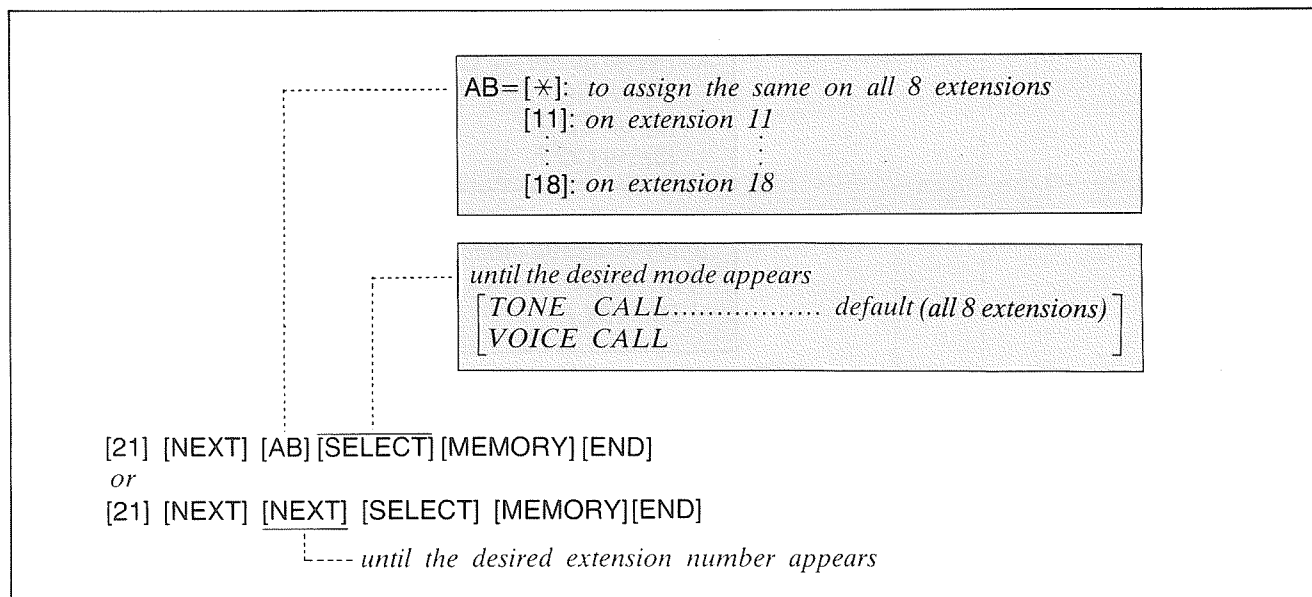 AB=[✳]: to assign the same on all 8 extensions
[11]: on extension 11
: :
[18]: on extension 18
until the desired mode appears
[TONE CALL................. default (all 8 extensions)]
[VOICE CALL]
[21] [NEXT] [AB] [SELECT] [MEMORY] [END]
or
[21] [NEXT] [NEXT] [SELECT] [MEMORY][END]
until the desired extension number appears